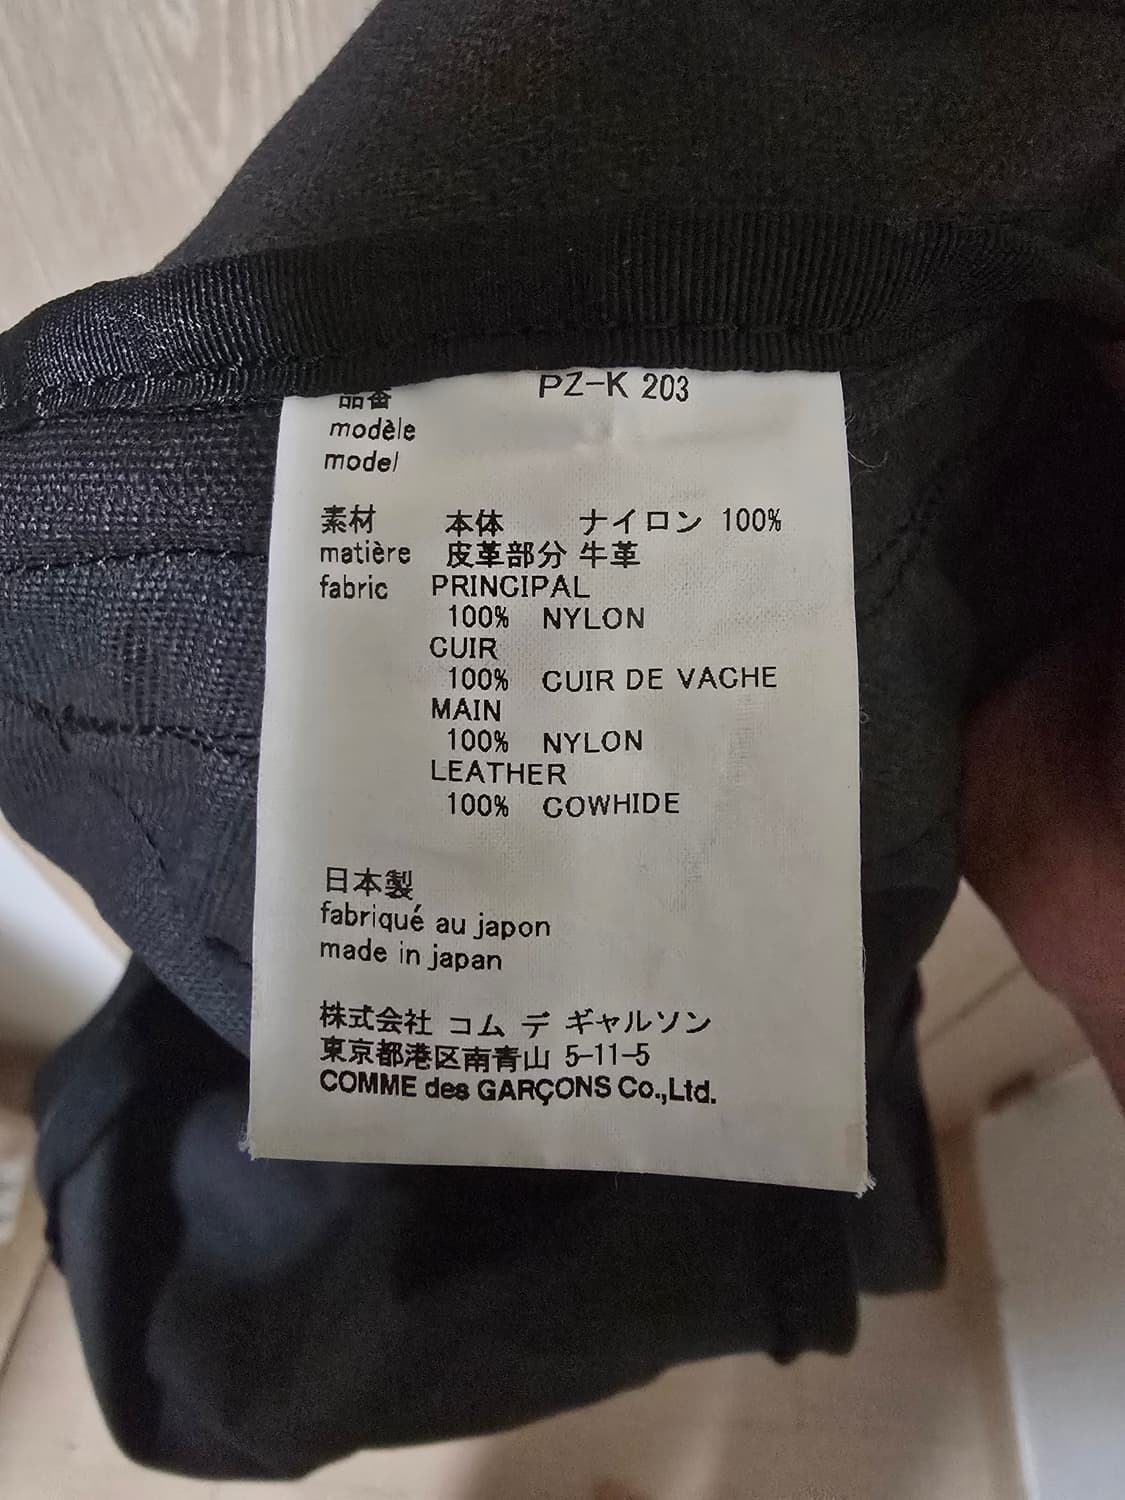 品番 PZ-K 203
modèle
model
素材 本体 ナイロン 100%
matière 皮革部分 牛革
fabric PRINCIPAL
100% NYLON
CUIR
100% CUIR DE VACHE
MAIN
100% NYLON
LEATHER
100% COWHIDE
日本製
fabriqué au japon
made in japan
株式会社 コム デ ギャルソン
東京都港区南青山 5-11-5
COMME des GARÇONS Co.,Ltd.